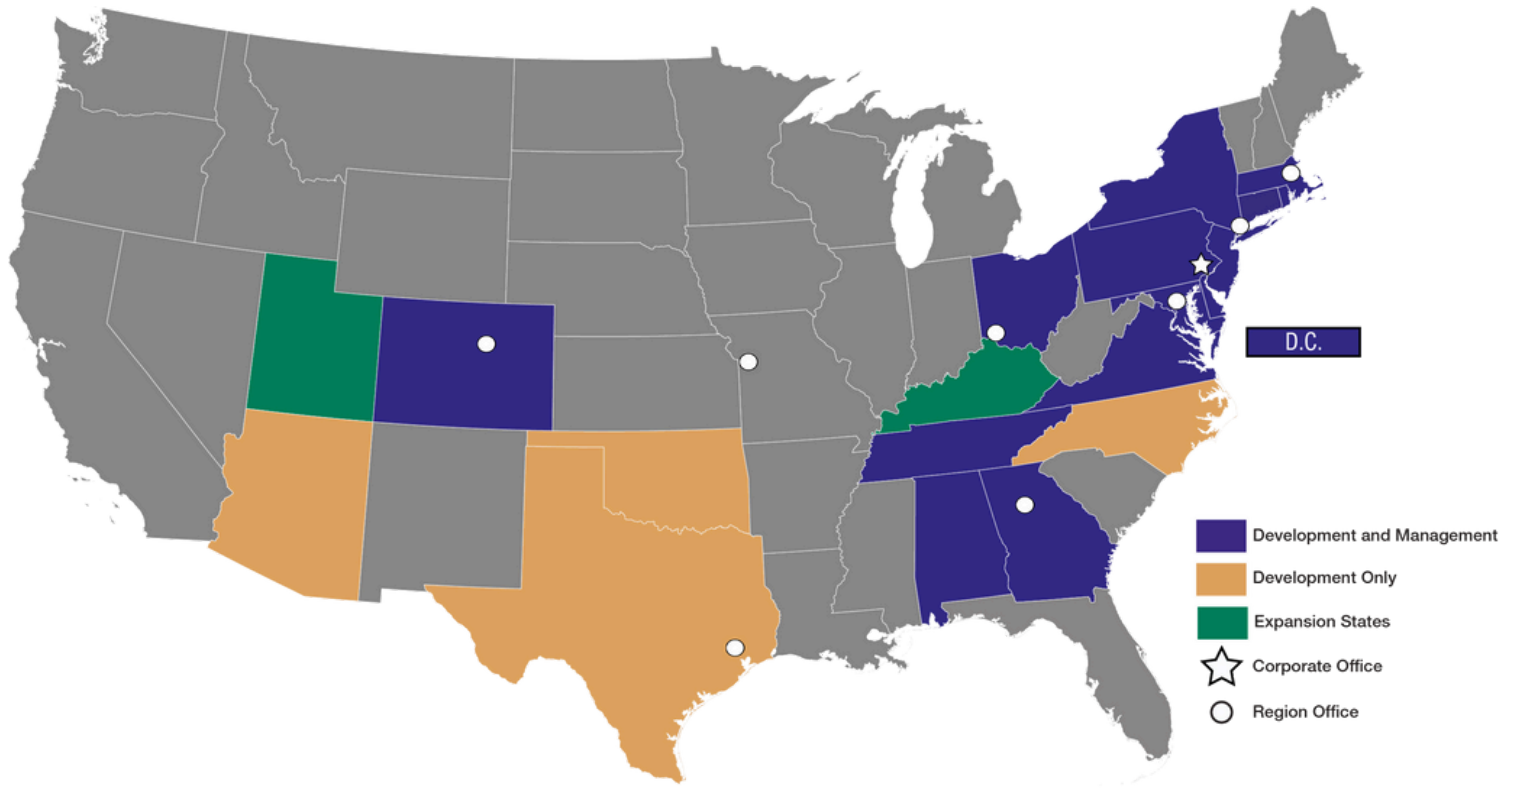 D.C.
Development and Management
Development Only
Expansion States
Corporate Office
Region Office